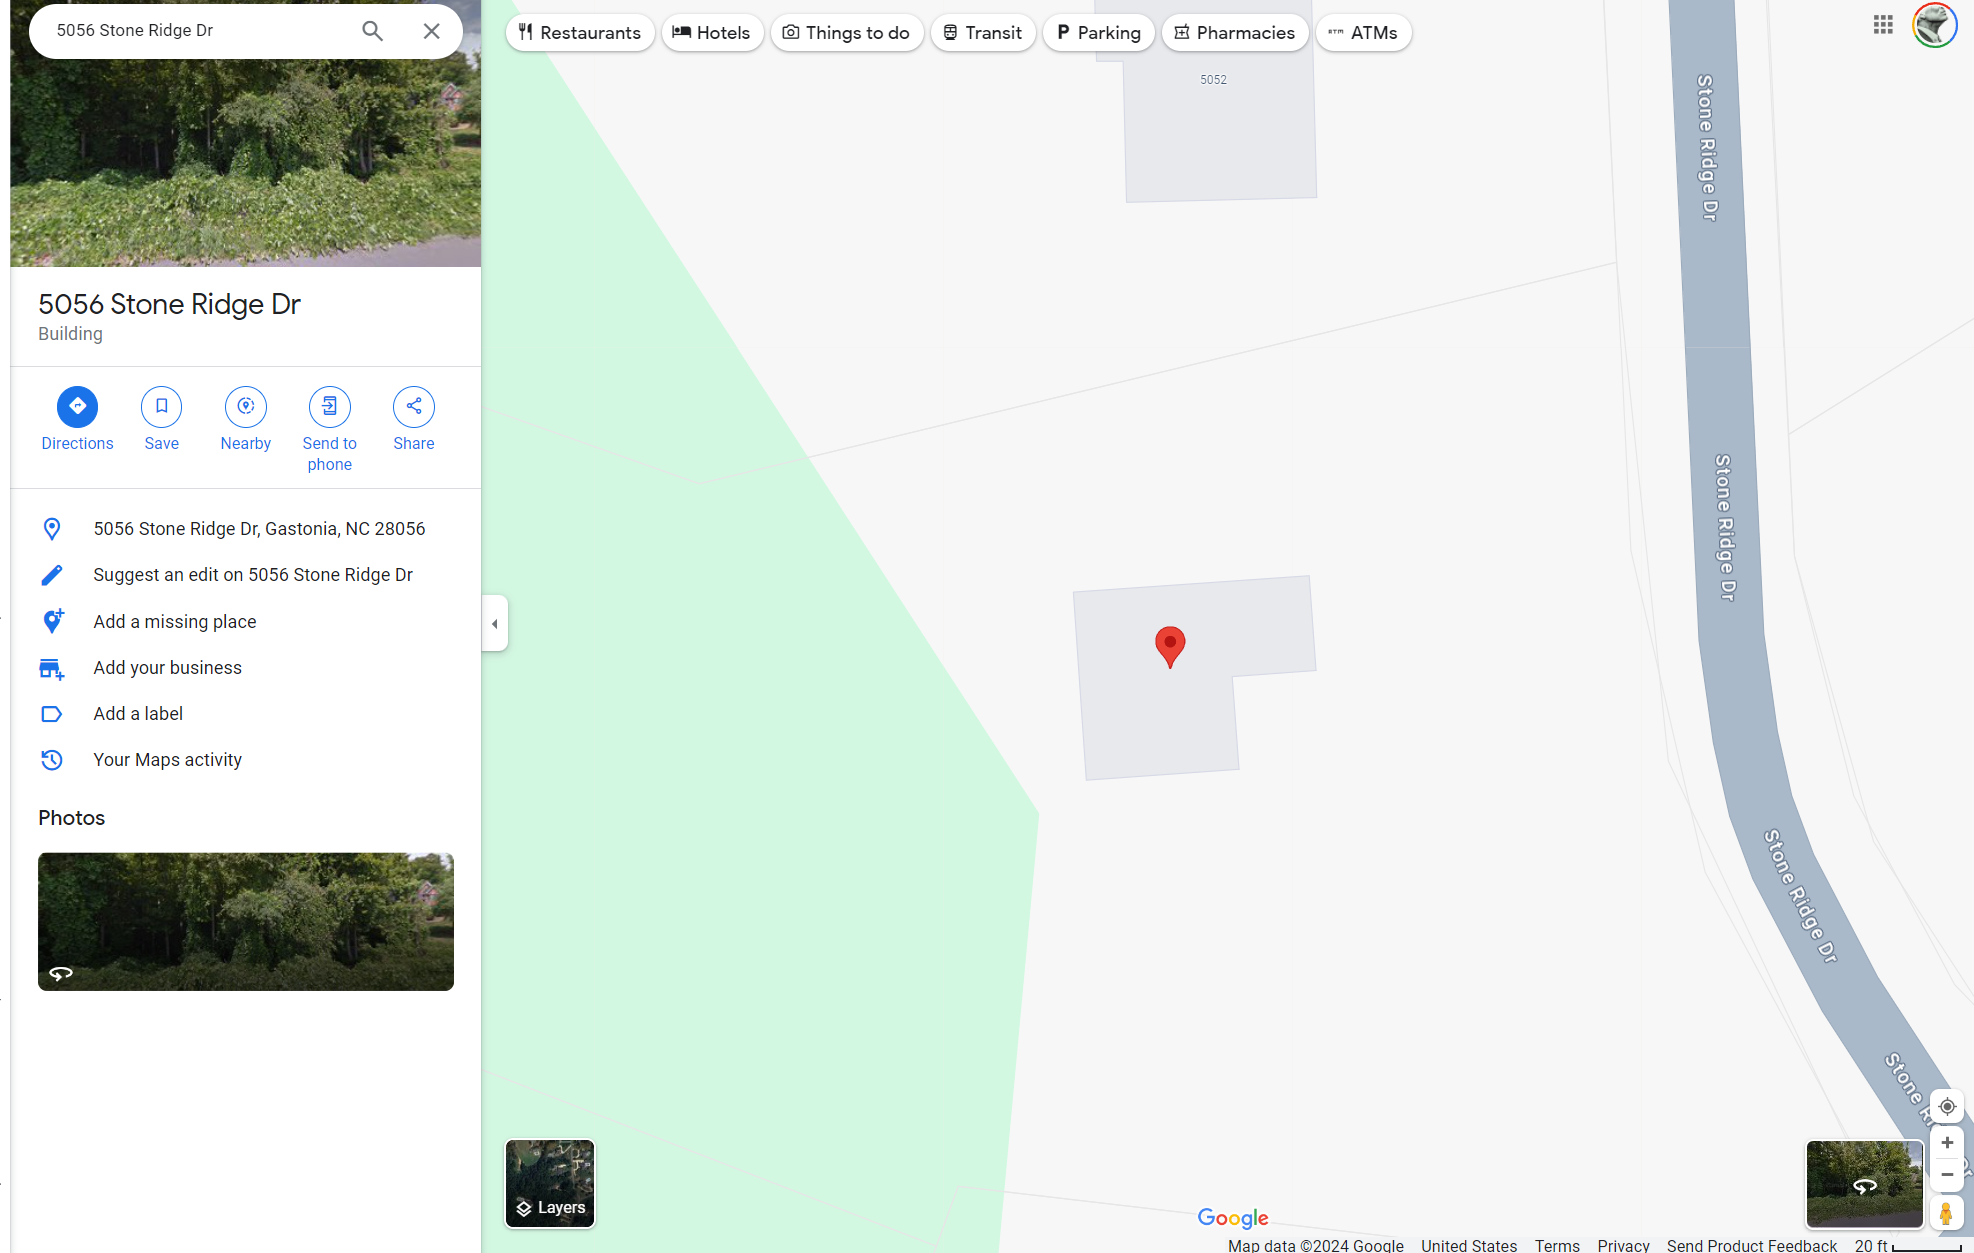 5056 Stone Ridge Dr
Restaurants
Hotels
Things to do
Transit
Parking
Pharmacies
ATM
ATMs
5056 Stone Ridge Dr
Building
Directions
Save
Nearby
Send to
phone
Share
5056 Stone Ridge Dr, Gastonia, NC 28056
Suggest an edit on 5056 Stone Ridge Dr
Add a missing place
Add your business
Add a label
Your Maps activity
Photos
5052
Stone Ridge Dr
Stone Ridge Dr
Stone Ridge Dr
Stone R
Dr
Layers
Google
Map data ©2024 Google United States Terms Privacy Send Product Feedback 20 ft